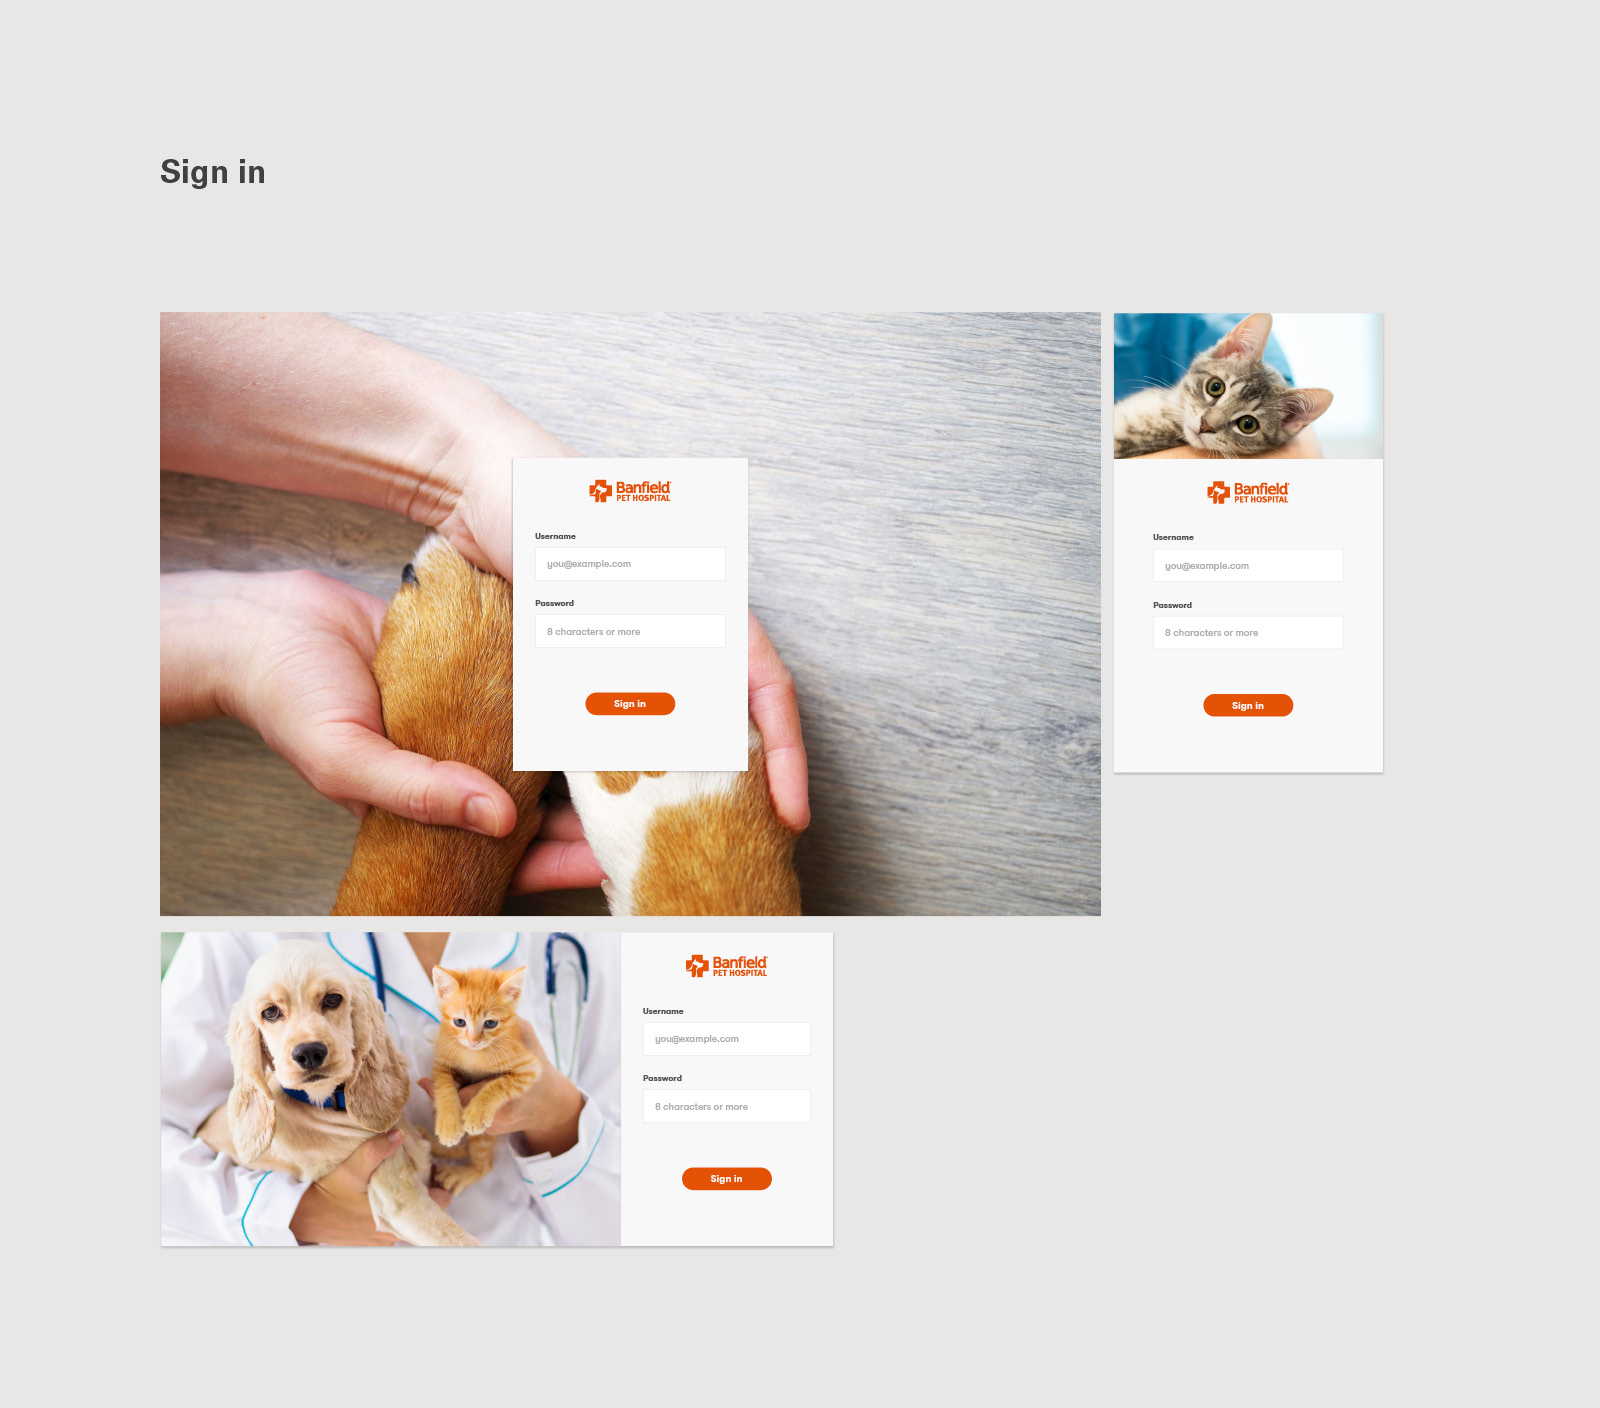 Sign in
Banfield
PET HOSPITAL
Username
you@example.com
Password
8 characters or more
Sign in
Banfield
PET HOSPITAL
Username
you@example.com
Password
8 characters or more
Sign in
Banfield
PET HOSPITAL
Username
you@example.com
Password
8 characters or more
Sign in